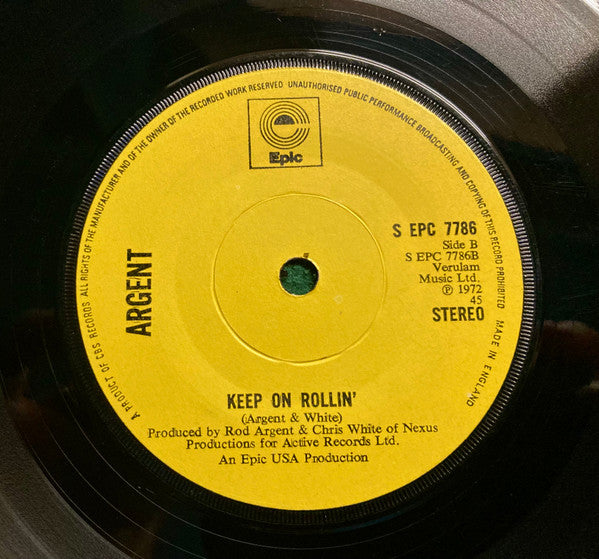 A PRODUCT OF CBS RECORDS ALL RIGHTS OF THE MANUFACTURER AND OF THE OWNER OF THE RECORDED WORK RESERVED UNAUTHORISED PUBLIC PERFORMANCE BROADCASTING AND COPYING OF THIS RECORD PROHIBITED MADE IN ENGLAND
Epic
ARGENT
S EPC 7786
Side B
S EPC 7786B
Verulam
Music Ltd.
℗ 1972
45
STEREO
KEEP ON ROLLIN'
(Argent & White)
Produced by Rod Argent & Chris White of Nexus
Productions for Active Records Ltd.
An Epic USA Production